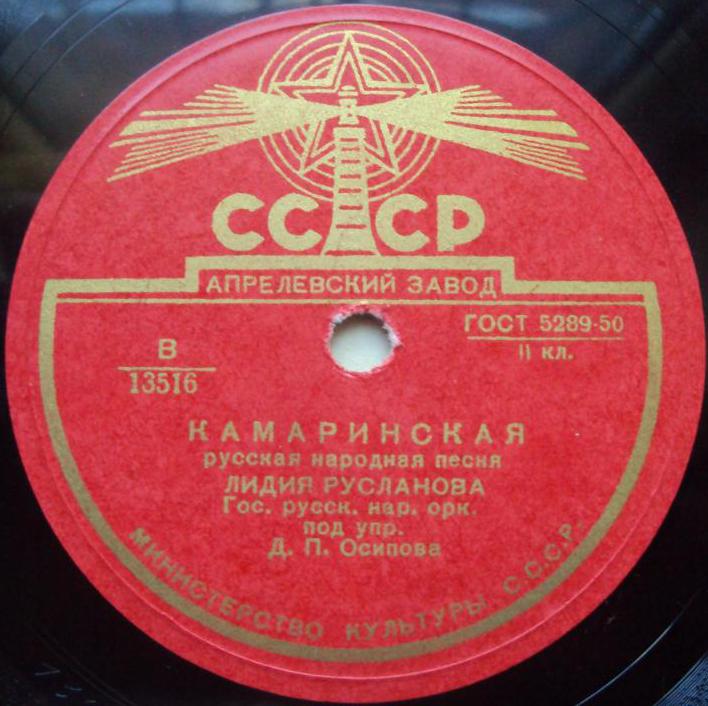 СССР
АПРЕЛЕВСКИЙ ЗАВОД
ГОСТ 5289-50
II кл.
В
13516
КАМАРИНСКАЯ
русская народная песня
ЛИДИЯ РУСЛАНОВА
Гос. русск. нар. орк.
под упр.
Д. П. Осипова
МИНИСТЕРСТВО КУЛЬТУРЫ С.С.С.Р.